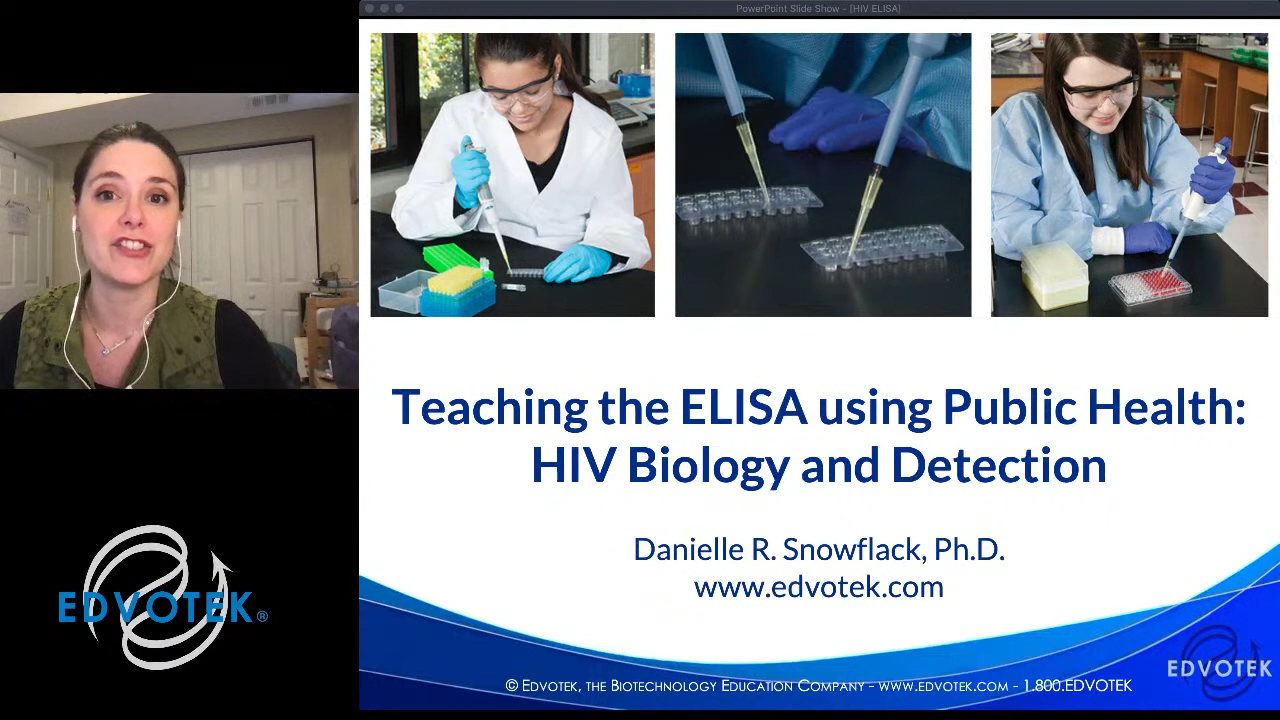 PowerPoint Slide Show - [HIV ELISA]
Teaching the ELISA using Public Health:
HIV Biology and Detection
Danielle R. Snowflack, Ph.D.
www.edvotek.com
EDVOTEK®
EDVOTEK
© Edvotek, the Biotechnology Education Company - www.edvotek.com - 1.800.EDVOTEK